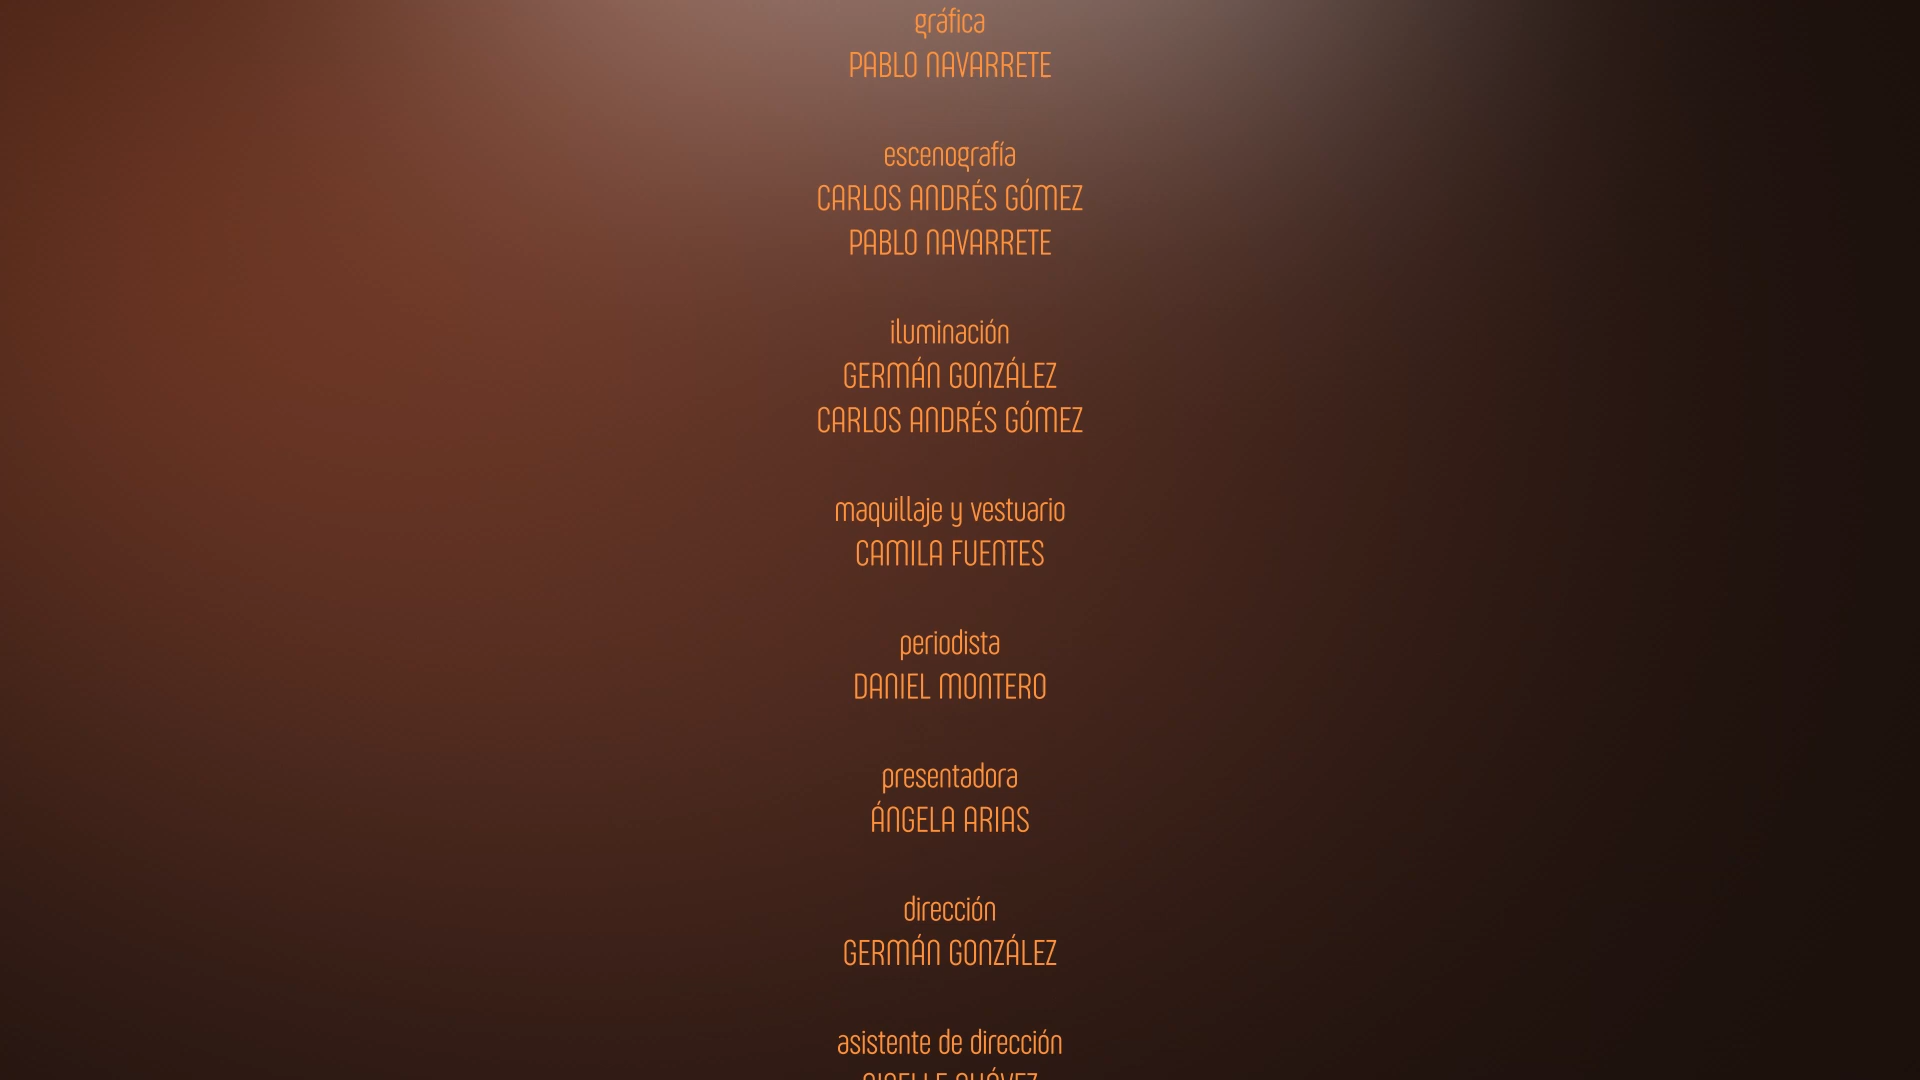 gráfica
PABLO NAVARRETE
escenografía
CARLOS ANDRÉS GÓMEZ
PABLO NAVARRETE
iluminación
GERMÁN GONZÁLEZ
CARLOS ANDRÉS GÓMEZ
maquillaje y vestuario
CAMILA FUENTES
periodista
DANIEL MONTERO
presentadora
ÁNGELA ARIAS
dirección
GERMÁN GONZÁLEZ
asistente de dirección